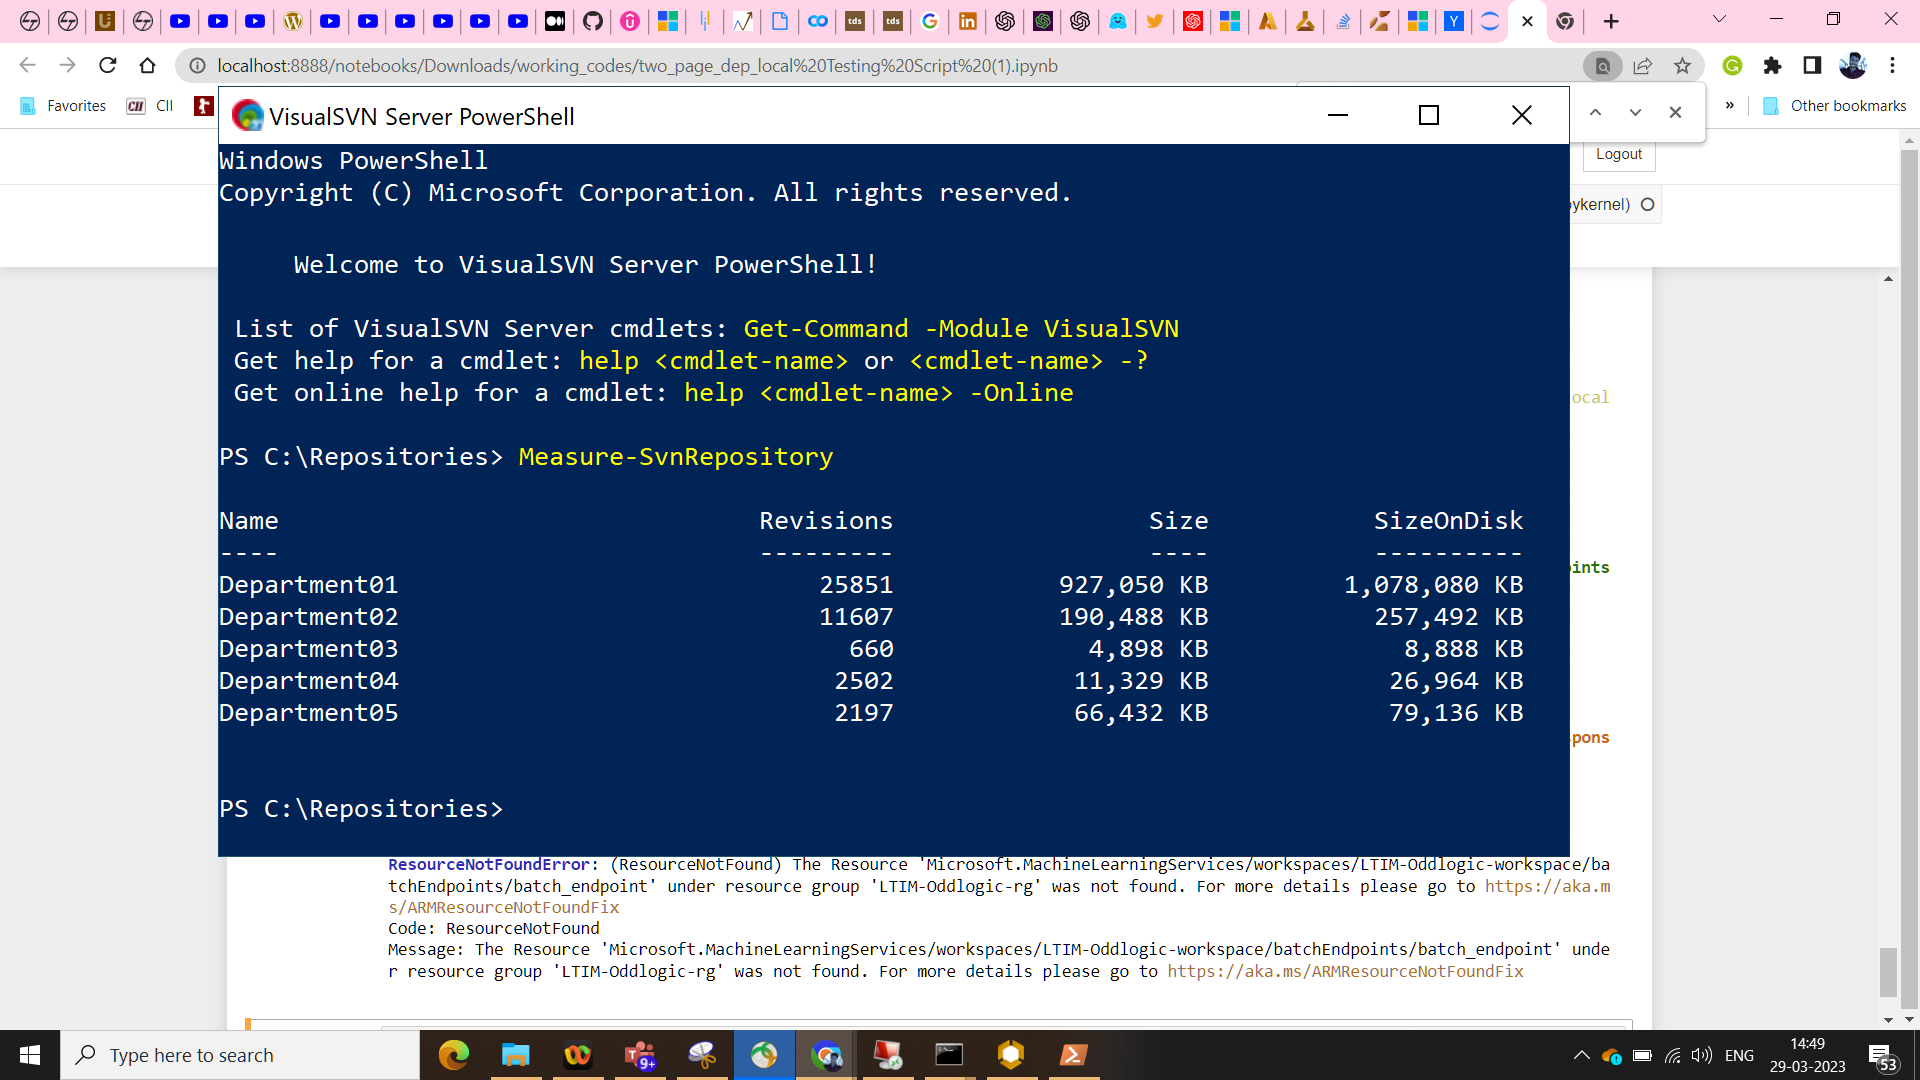 localhost:8888/notebooks/Downloads/working_codes/two_page_dep_local%20Testing%20Script%20(1).ipynb
Favorites
CII
»
Other bookmarks
VisualSVN Server PowerShell
Logout
ykernel)
Windows PowerShell
Copyright (C) Microsoft Corporation. All rights reserved.
Welcome to VisualSVN Server PowerShell!
List of VisualSVN Server cmdlets: Get-Command -Module VisualSVN
Get help for a cmdlet: help <cmdlet-name> or <cmdlet-name> -?
Get online help for a cmdlet: help <cmdlet-name> -Online
ocal
PS C:\Repositories> Measure-SvnRepository
Name Revisions Size SizeOnDisk
---- --------- ---- ----------
ints
Department01 25851 927,050 KB 1,078,080 KB
Department02 11607 190,488 KB 257,492 KB
Department03 660 4,898 KB 8,888 KB
Department04 2502 11,329 KB 26,964 KB
Department05 2197 66,432 KB 79,136 KB
pons
PS C:\Repositories>
ResourceNotFoundError: (ResourceNotFound) The Resource 'Microsoft.MachineLearningServices/workspaces/LTIM-Oddlogic-workspace/ba
tchEndpoints/batch_endpoint' under resource group 'LTIM-Oddlogic-rg' was not found. For more details please go to https://aka.m
s/ARMResourceNotFoundFix
Code: ResourceNotFound
Message: The Resource 'Microsoft.MachineLearningServices/workspaces/LTIM-Oddlogic-workspace/batchEndpoints/batch_endpoint' unde
r resource group 'LTIM-Oddlogic-rg' was not found. For more details please go to https://aka.ms/ARMResourceNotFoundFix
Type here to search
9+
ENG
14:49
29-03-2023
53